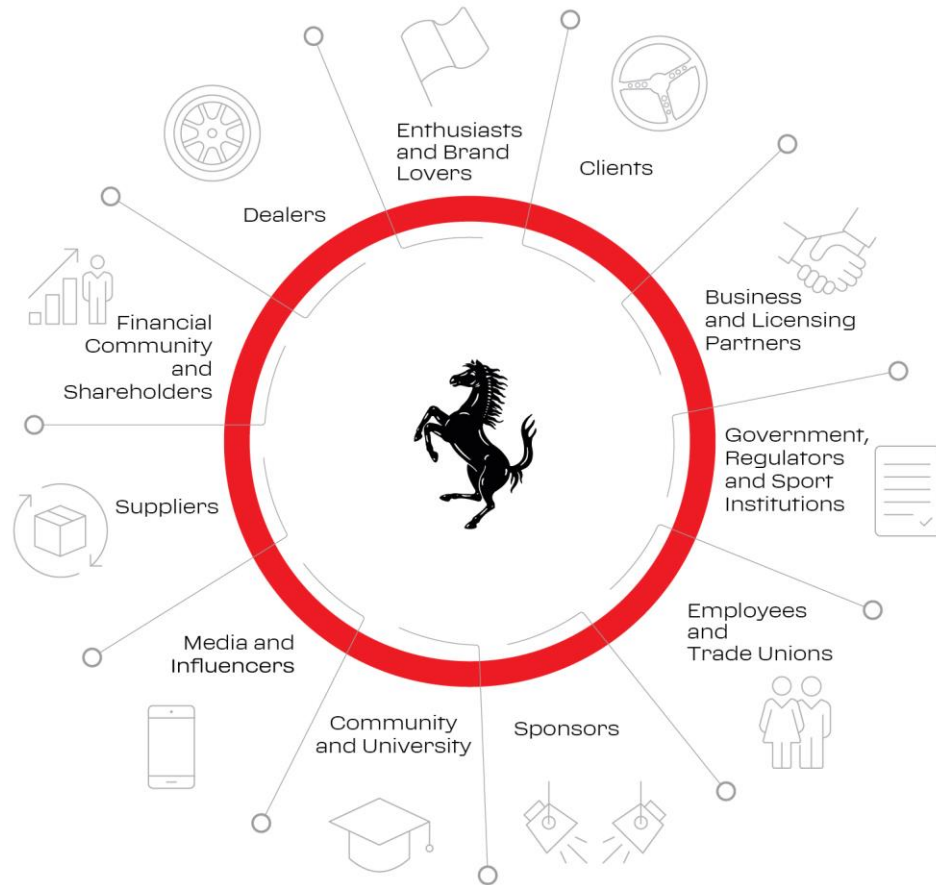 Enthusiasts
and Brand
Lovers
Clients
Business
and Licensing
Partners
Government,
Regulators
and Sport
Institutions
Employees
and
Trade Unions
Sponsors
Community
and University
Media and
Influencers
Suppliers
Financial
Community
and
Shareholders
Dealers